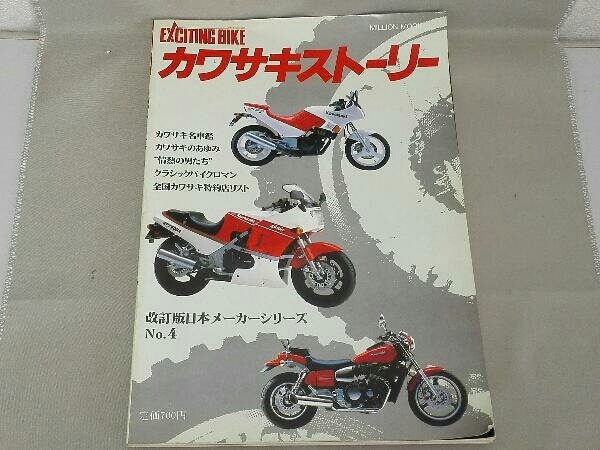 EXCITING BIKE
MILLION MOOK
カワサキストーリー
カワサキ名車鑑
カワサキのあゆみ
"情熱の男たち"
クラシックバイクロマン
全国カワサキ特約店リスト
改訂版日本メーカーシリーズ
No.4
定価700円